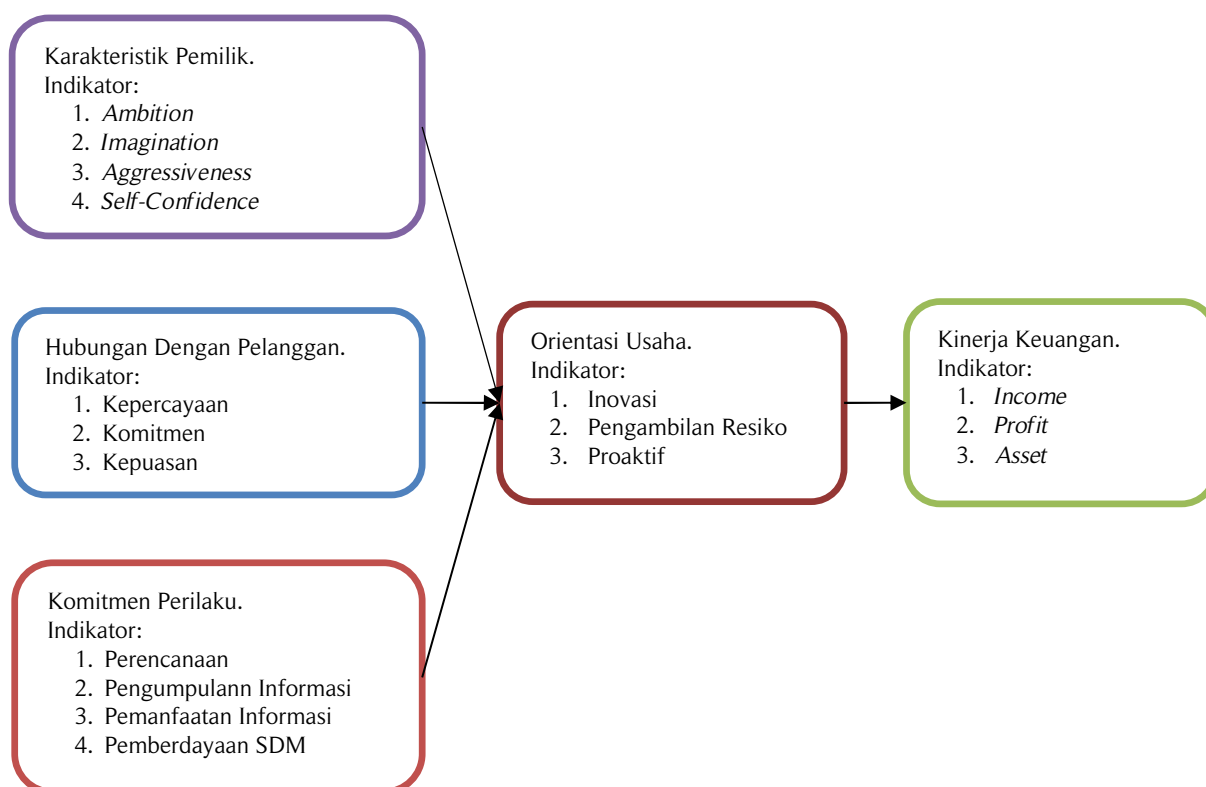 Karakteristik Pemilik.
Indikator:
1. Ambition
2. Imagination
3. Aggressiveness
4. Self-Confidence
Hubungan Dengan Pelanggan.
Indikator:
1. Kepercayaan
2. Komitmen
3. Kepuasan
Orientasi Usaha.
Indikator:
1. Inovasi
2. Pengambilan Resiko
3. Proaktif
Kinerja Keuangan.
Indikator:
1. Income
2. Profit
3. Asset
Komitmen Perilaku.
Indikator:
1. Perencanaan
2. Pengumpulann Informasi
3. Pemanfaatan Informasi
4. Pemberdayaan SDM